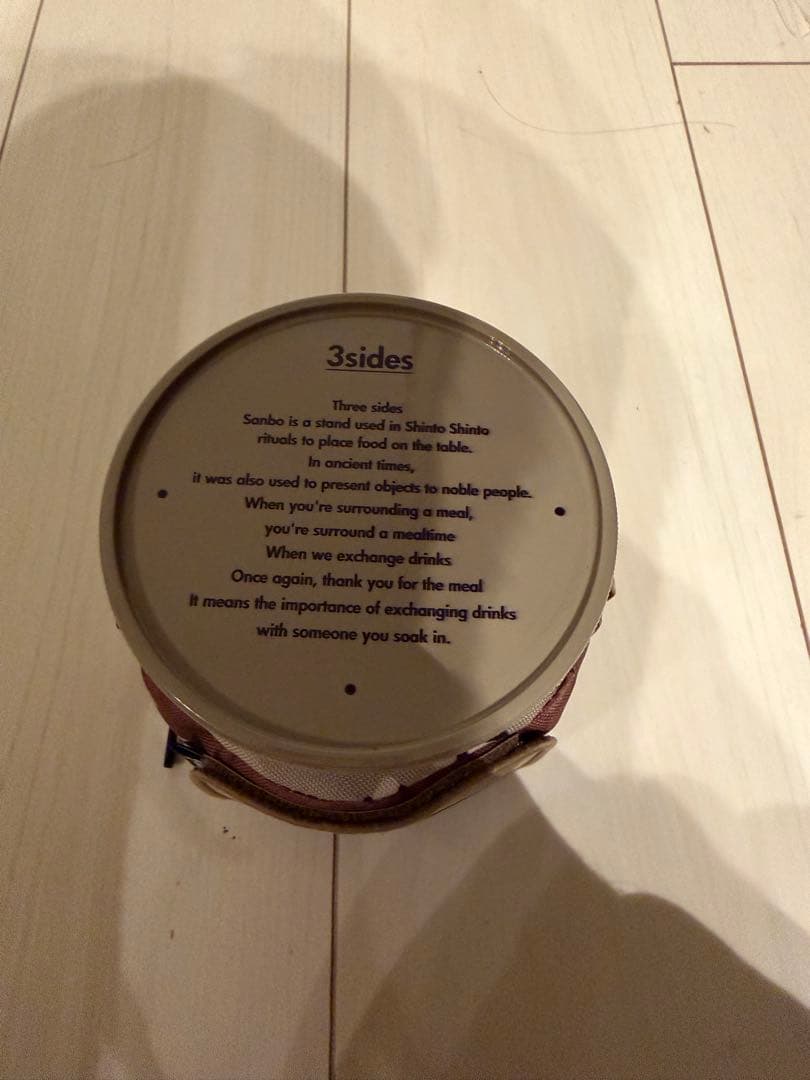 3sides
Three sides
Sanbo is a stand used in Shinto Shinto
rituals to place food on the table.
In ancient times,
it was also used to present objects to noble people.
When you're surrounding a meal,
you're surround a mealtime
When we exchange drinks
Once again, thank you for the meal
It means the importance of exchanging drinks
with someone you soak in.